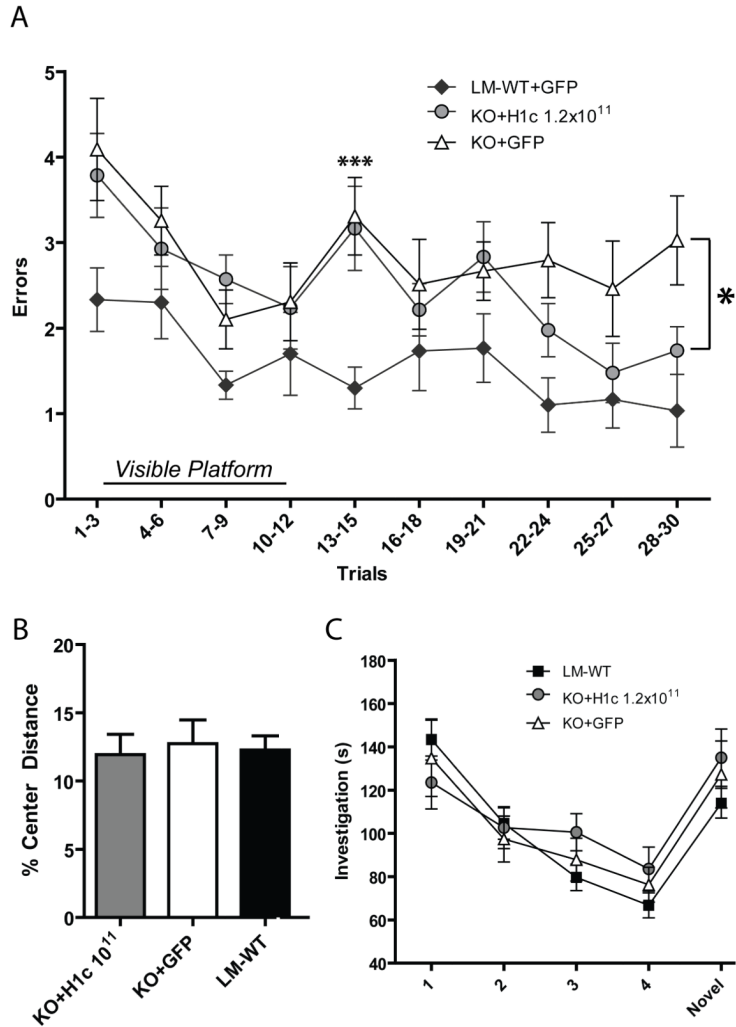 A
5
4
3
2
1
0
Errors
LM-WT+GFP
KO+H1c 1.2x10¹¹
KO+GFP
***
*
Visible Platform
1-3
4-6
7-9
10-12
13-15
16-18
19-21
22-24
25-27
28-30
Trials
B
20
15
10
5
0
% Center Distance
KO+H1c 10¹¹
KO+GFP
LM-WT
C
180
160
140
120
100
80
60
40
Investigation (s)
LM-WT
KO+H1c 1.2x10¹¹
KO+GFP
1
2
3
4
Novel